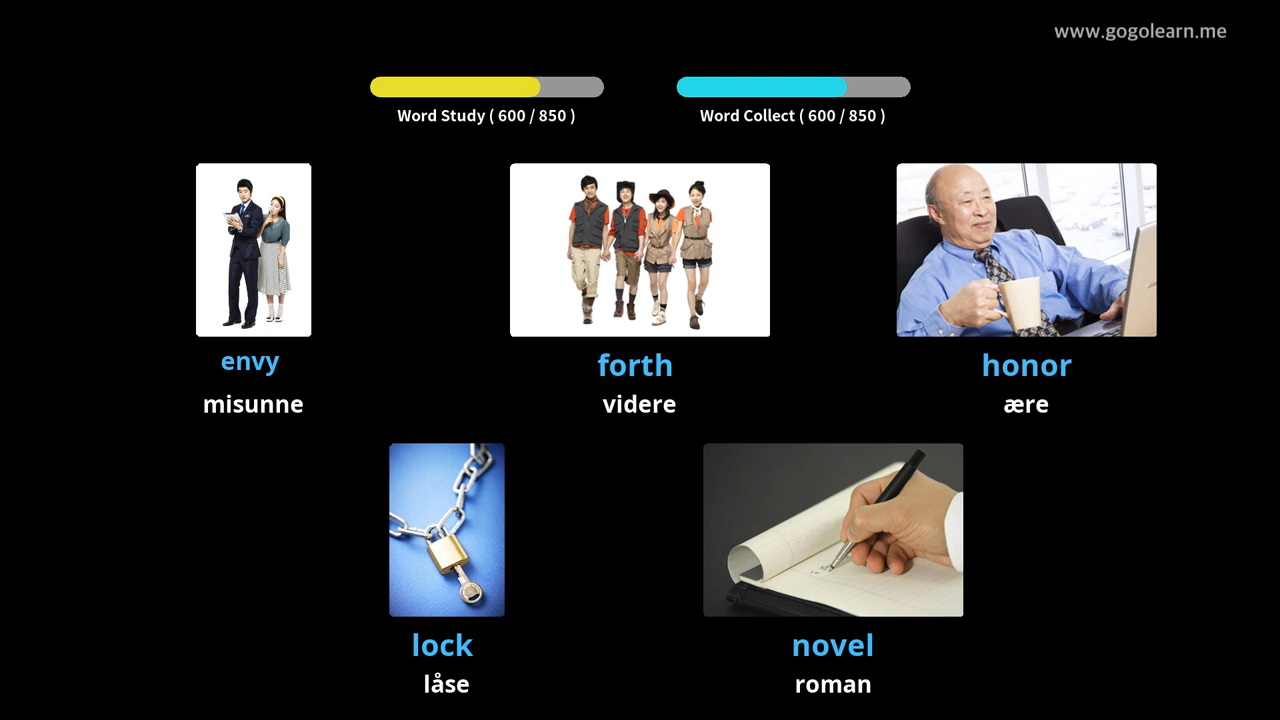 www.gogolearn.me
Word Study ( 600 / 850 )
Word Collect ( 600 / 850 )
envy
misunne
forth
videre
honor
ære
lock
låse
novel
roman